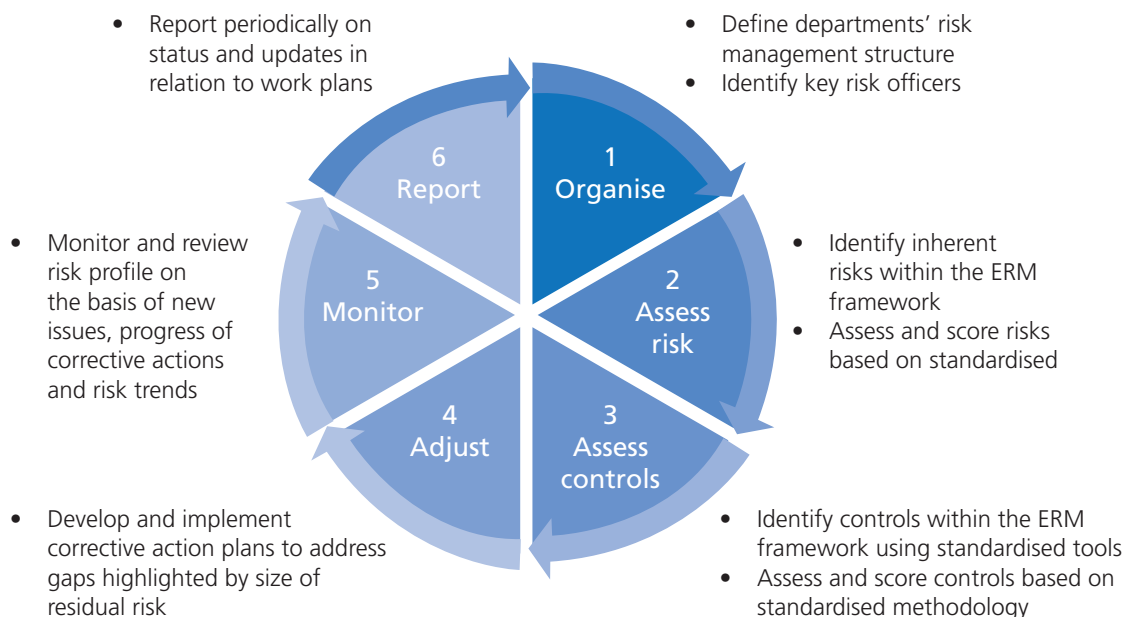 • Report periodically on
status and updates in
relation to work plans
• Define departments’ risk
management structure
• Identify key risk officers
6
Report
1
Organise
• Monitor and review
risk profile on
the basis of new
issues, progress of
corrective actions
and risk trends
5
Monitor
2
Assess
risk
• Identify inherent
risks within the ERM
framework
• Assess and score risks
based on standardised
4
Adjust
3
Assess
controls
• Develop and implement
corrective action plans to address
gaps highlighted by size of
residual risk
• Identify controls within the ERM
framework using standardised tools
• Assess and score controls based on
standardised methodology